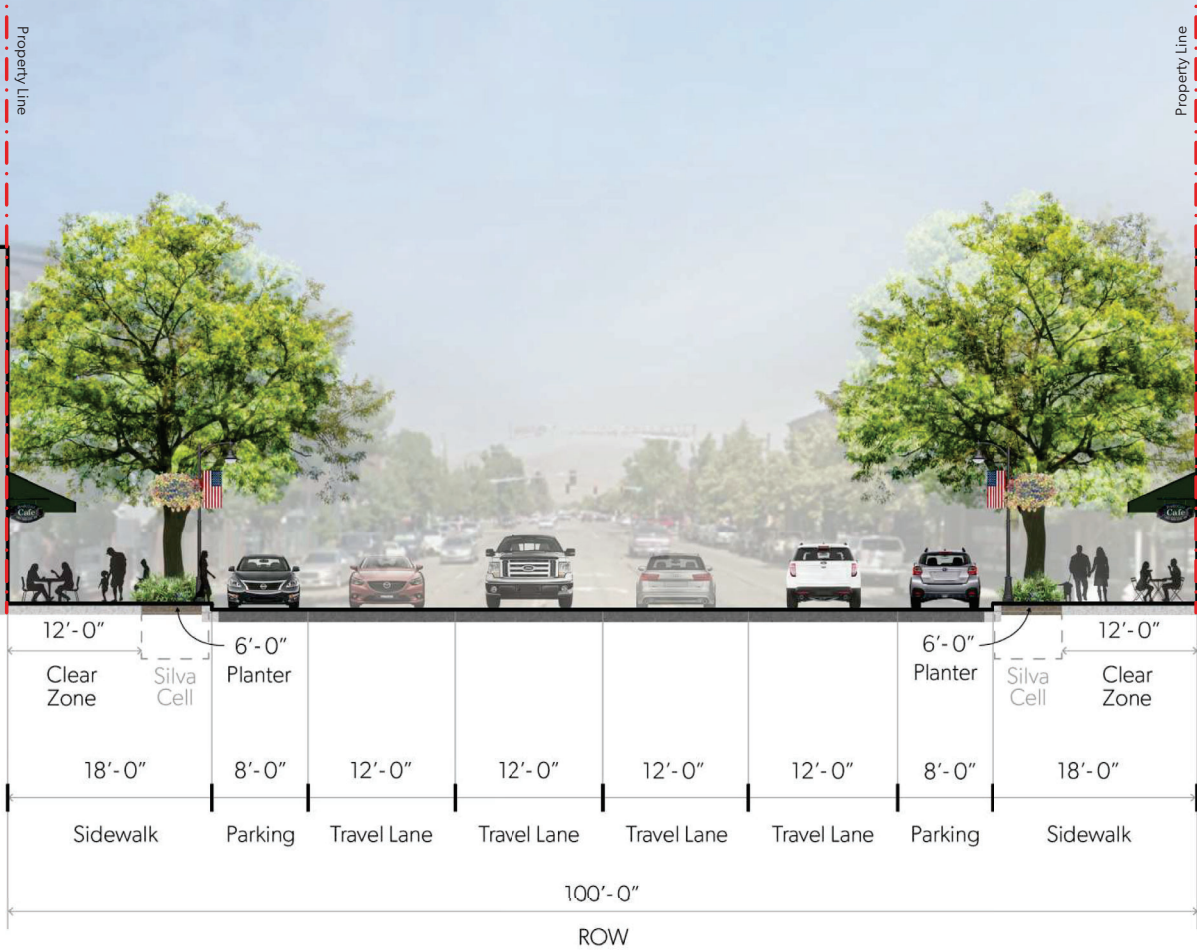 Property Line
Property Line
Cafe
Cafe
12'-0"
6'-0"
6'-0"
12'-0"
Clear
Zone
Silva
Cell
Planter
Planter
Silva
Cell
Clear
Zone
18'-0" 8'-0" 12'-0" 12'-0" 12'-0" 12'-0" 8'-0" 18'-0"
Sidewalk Parking Travel Lane Travel Lane Travel Lane Travel Lane Parking Sidewalk
100'-0"
ROW